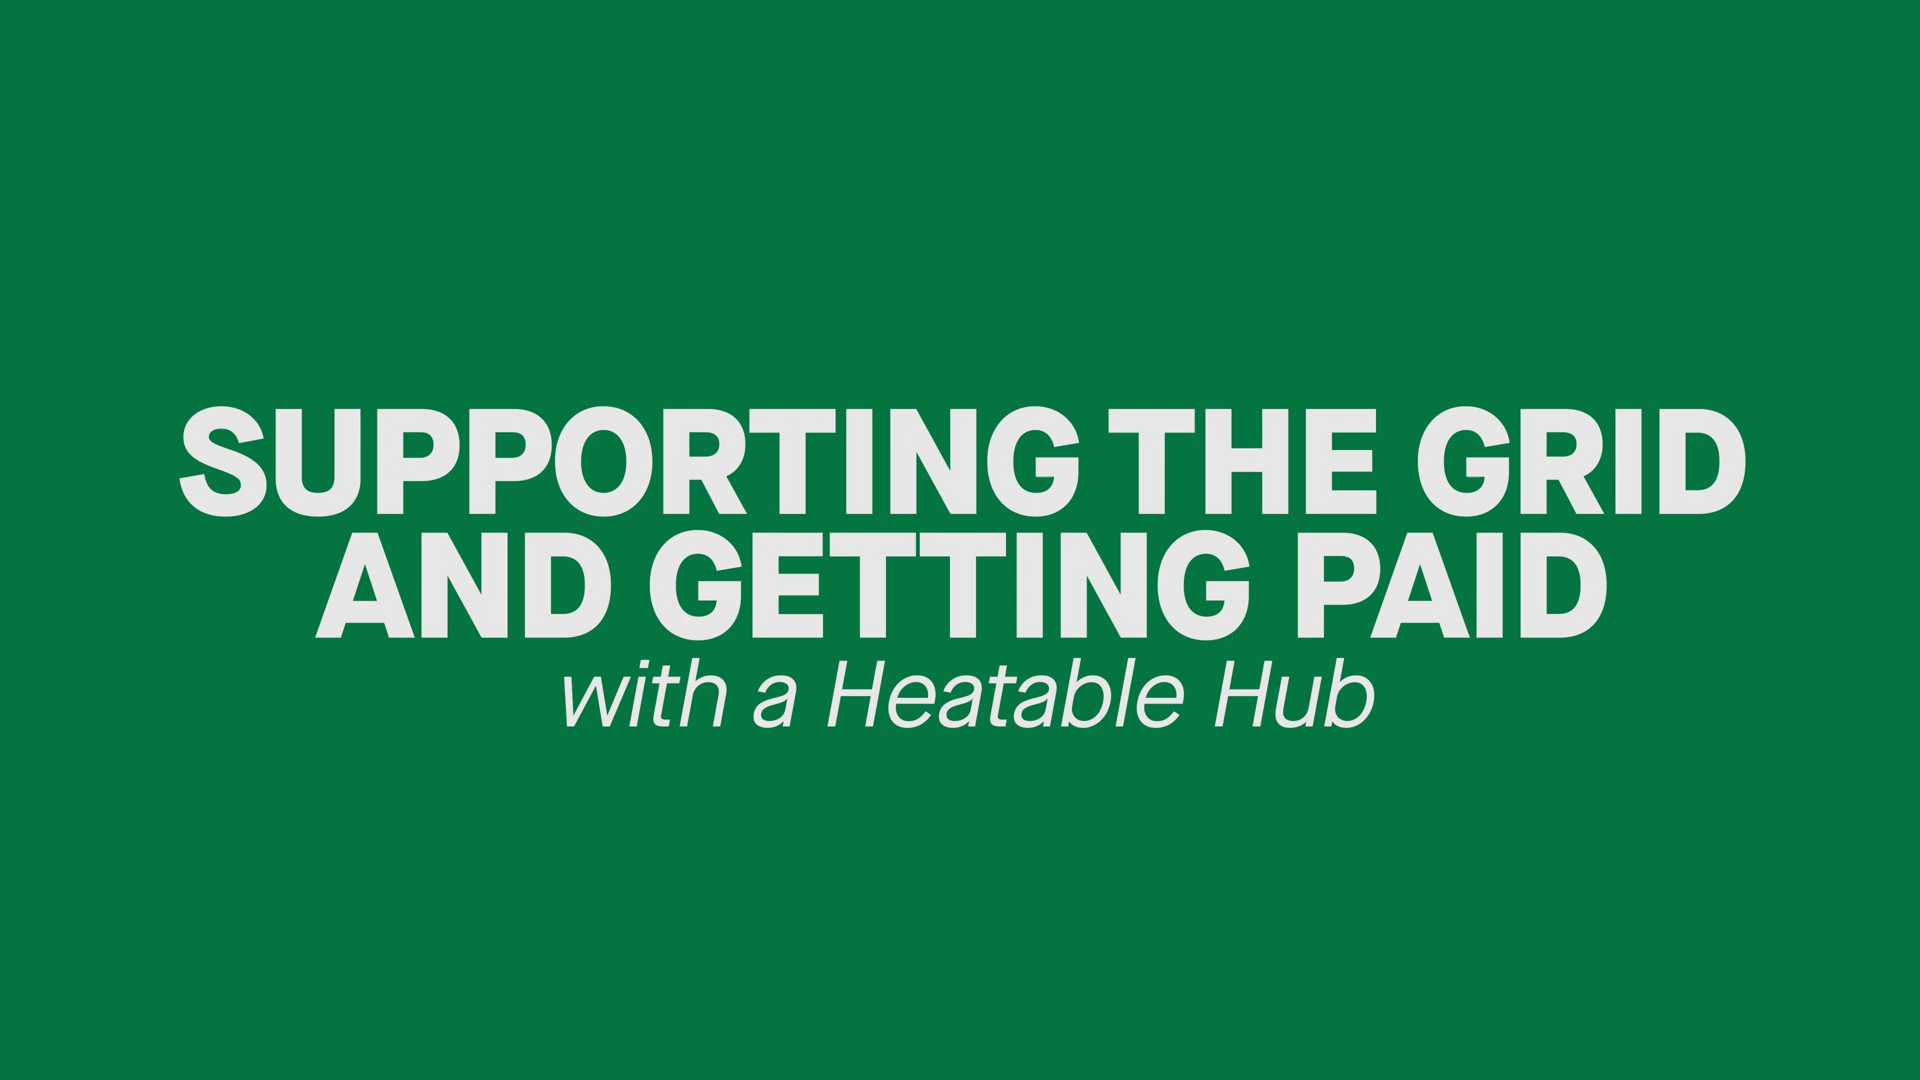 SUPPORTING THE GRID
AND GETTING PAID
with a Heatable Hub